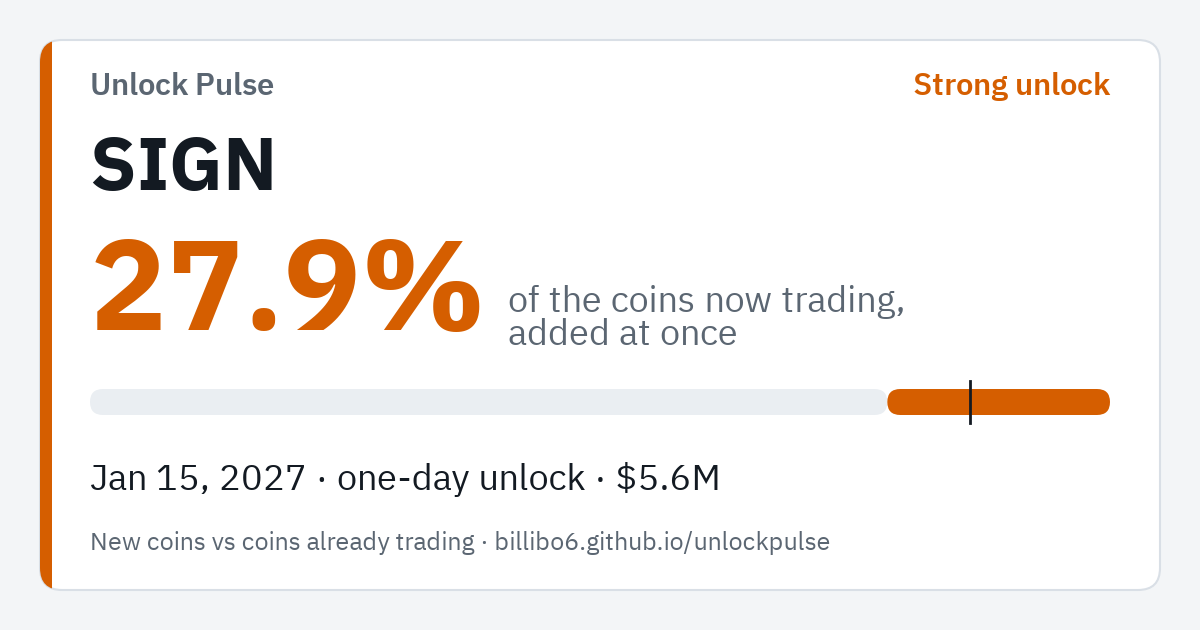 Unlock Pulse
Strong unlock
SIGN
27.9%
of the coins now trading,
added at once
Jan 15, 2027 · one-day unlock · $5.6M
New coins vs coins already trading · billibo6.github.io/unlockpulse